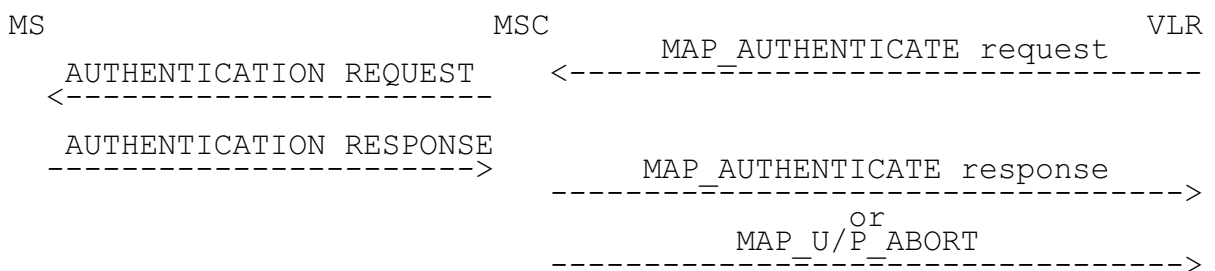 MS MSC VLR
MAP_AUTHENTICATE request
AUTHENTICATION REQUEST
AUTHENTICATION RESPONSE
MAP_AUTHENTICATE response
or
MAP_U/P_ABORT